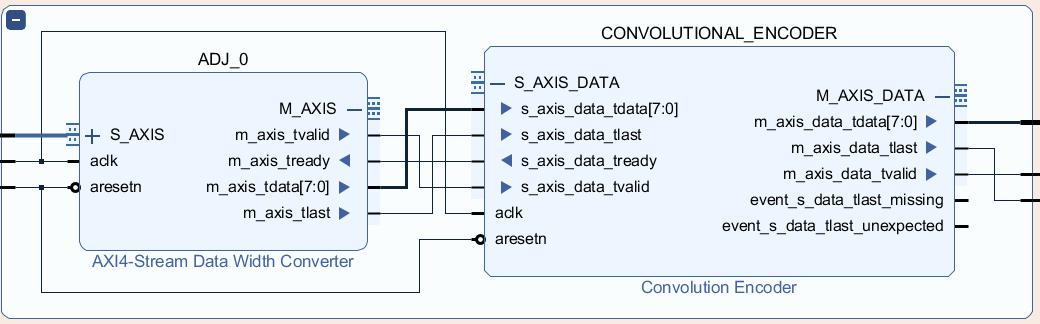 ADJ_0
M_AXIS
S_AXIS
m_axis_tvalid
aclk
m_axis_tready
aresetn
m_axis_tdata[7:0]
m_axis_tlast
AXI4-Stream Data Width Converter
CONVOLUTIONAL_ENCODER
S_AXIS_DATA
s_axis_data_tdata[7:0]
s_axis_data_tlast
s_axis_data_tready
s_axis_data_tvalid
aclk
aresetn
M_AXIS_DATA
m_axis_data_tdata[7:0]
m_axis_data_tlast
m_axis_data_tvalid
event_s_data_tlast_missing
event_s_data_tlast_unexpected
Convolution Encoder